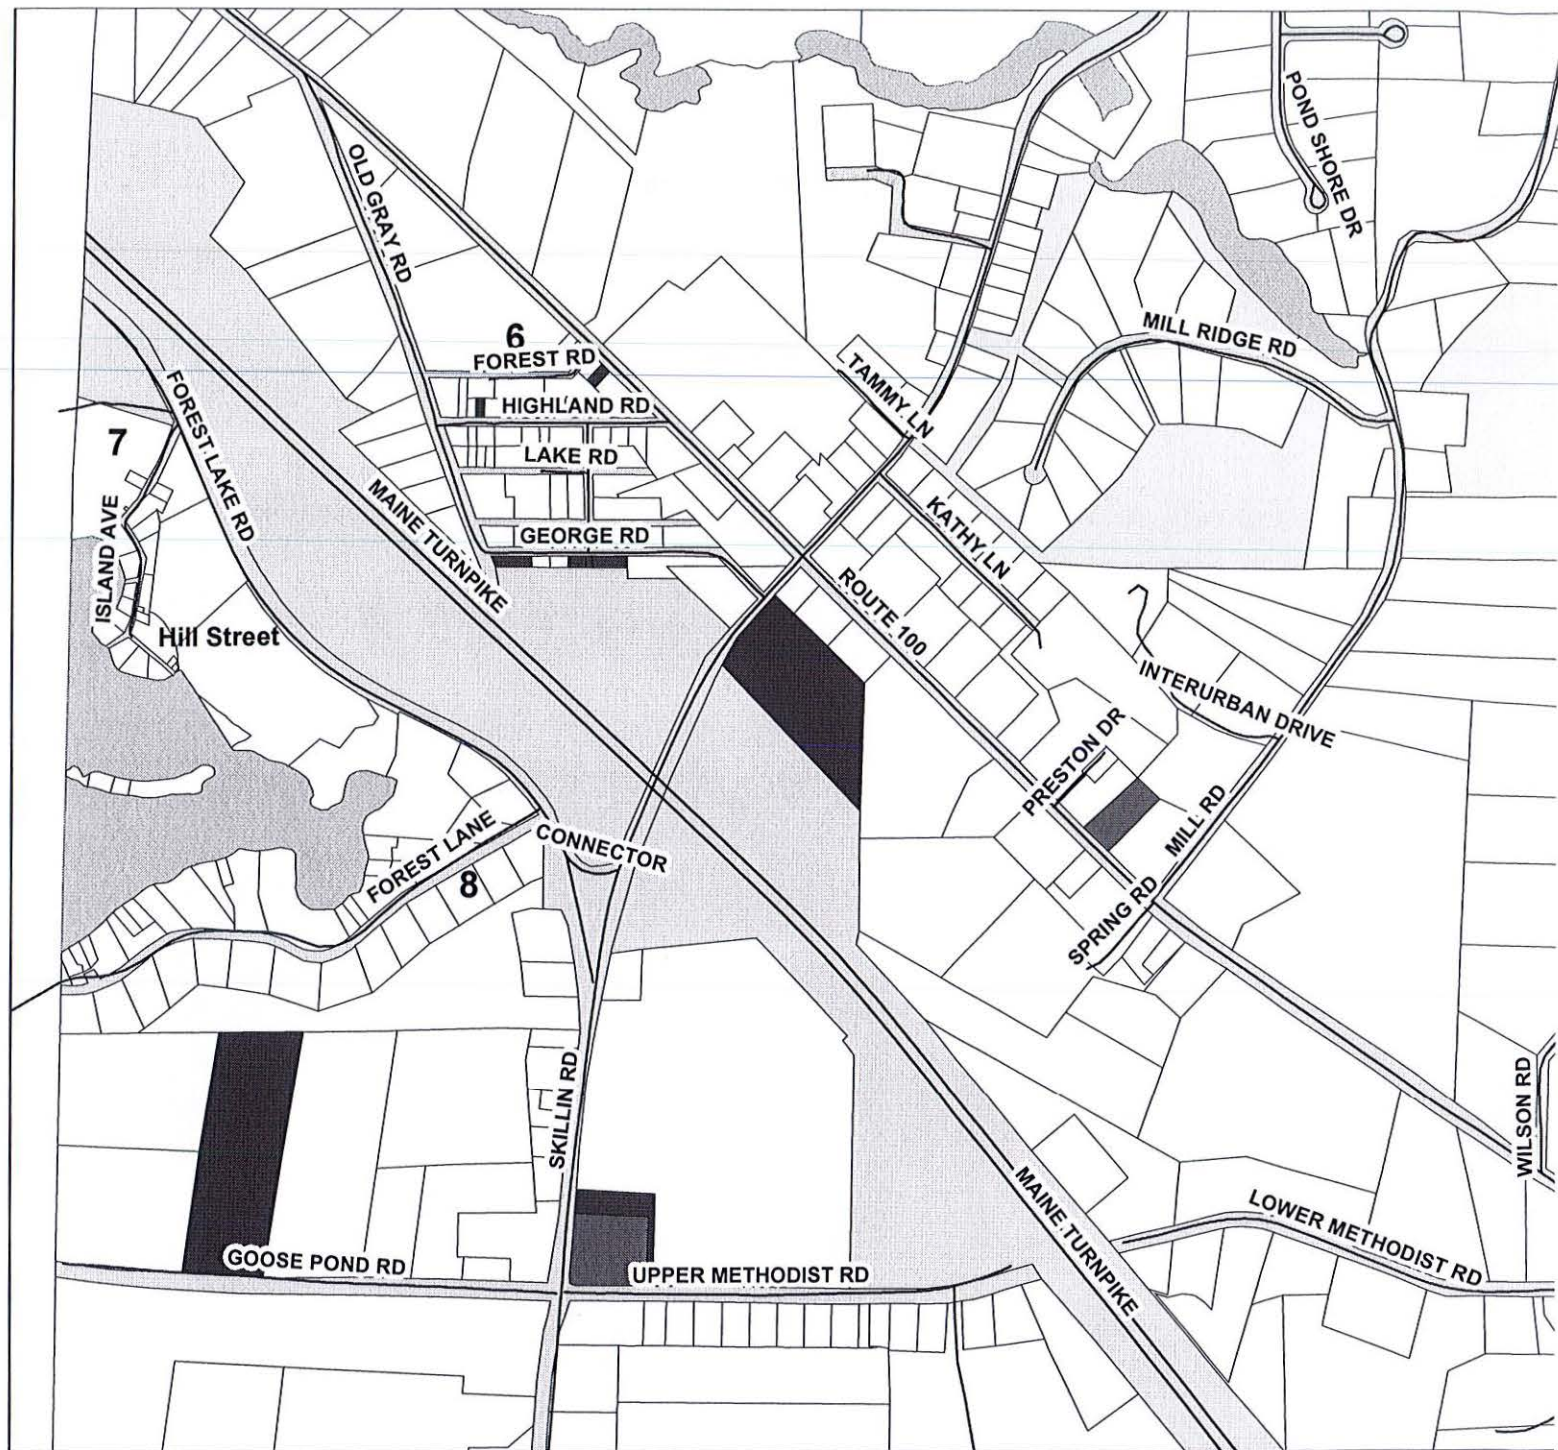 POND SHORE DR
OLD GRAY RD
6
FOREST RD
MILL RIDGE RD
TAMMY LN
HIGHLAND RD
7
FOREST LAKE RD
LAKE RD
MAINE TURNPIKE
KATHY LN
GEORGE RD
ISLAND AVE
ROUTE 100
Hill Street
INTERURBAN DRIVE
PRESTON DR
MILL RD
CONNECTOR
FOREST LANE
8
SPRING RD
SKILLIN RD
WILSON RD
MAINE TURNPIKE
LOWER METHODIST RD
GOOSE POND RD
UPPER METHODIST RD